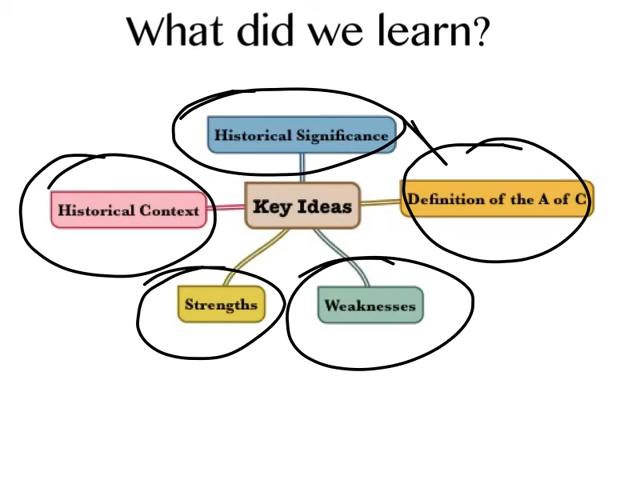 What did we learn?
Historical Significance
Historical Context
Key Ideas
Definition of the A of C
Strengths
Weaknesses